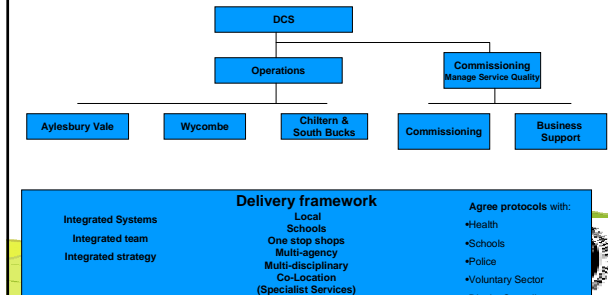 DCS
Operations
Commissioning
Manage Service Quality
Aylesbury Vale
Wycombe
Chiltern &
South Bucks
Commissioning
Business
Support
Delivery framework
Integrated Systems
Integrated team
Integrated strategy
Local
Schools
One stop shops
Multi-agency
Multi-disciplinary
Co-Location
(Specialist Services)
Agree protocols with:
•Health
•Schools
•Police
•Voluntary Sector